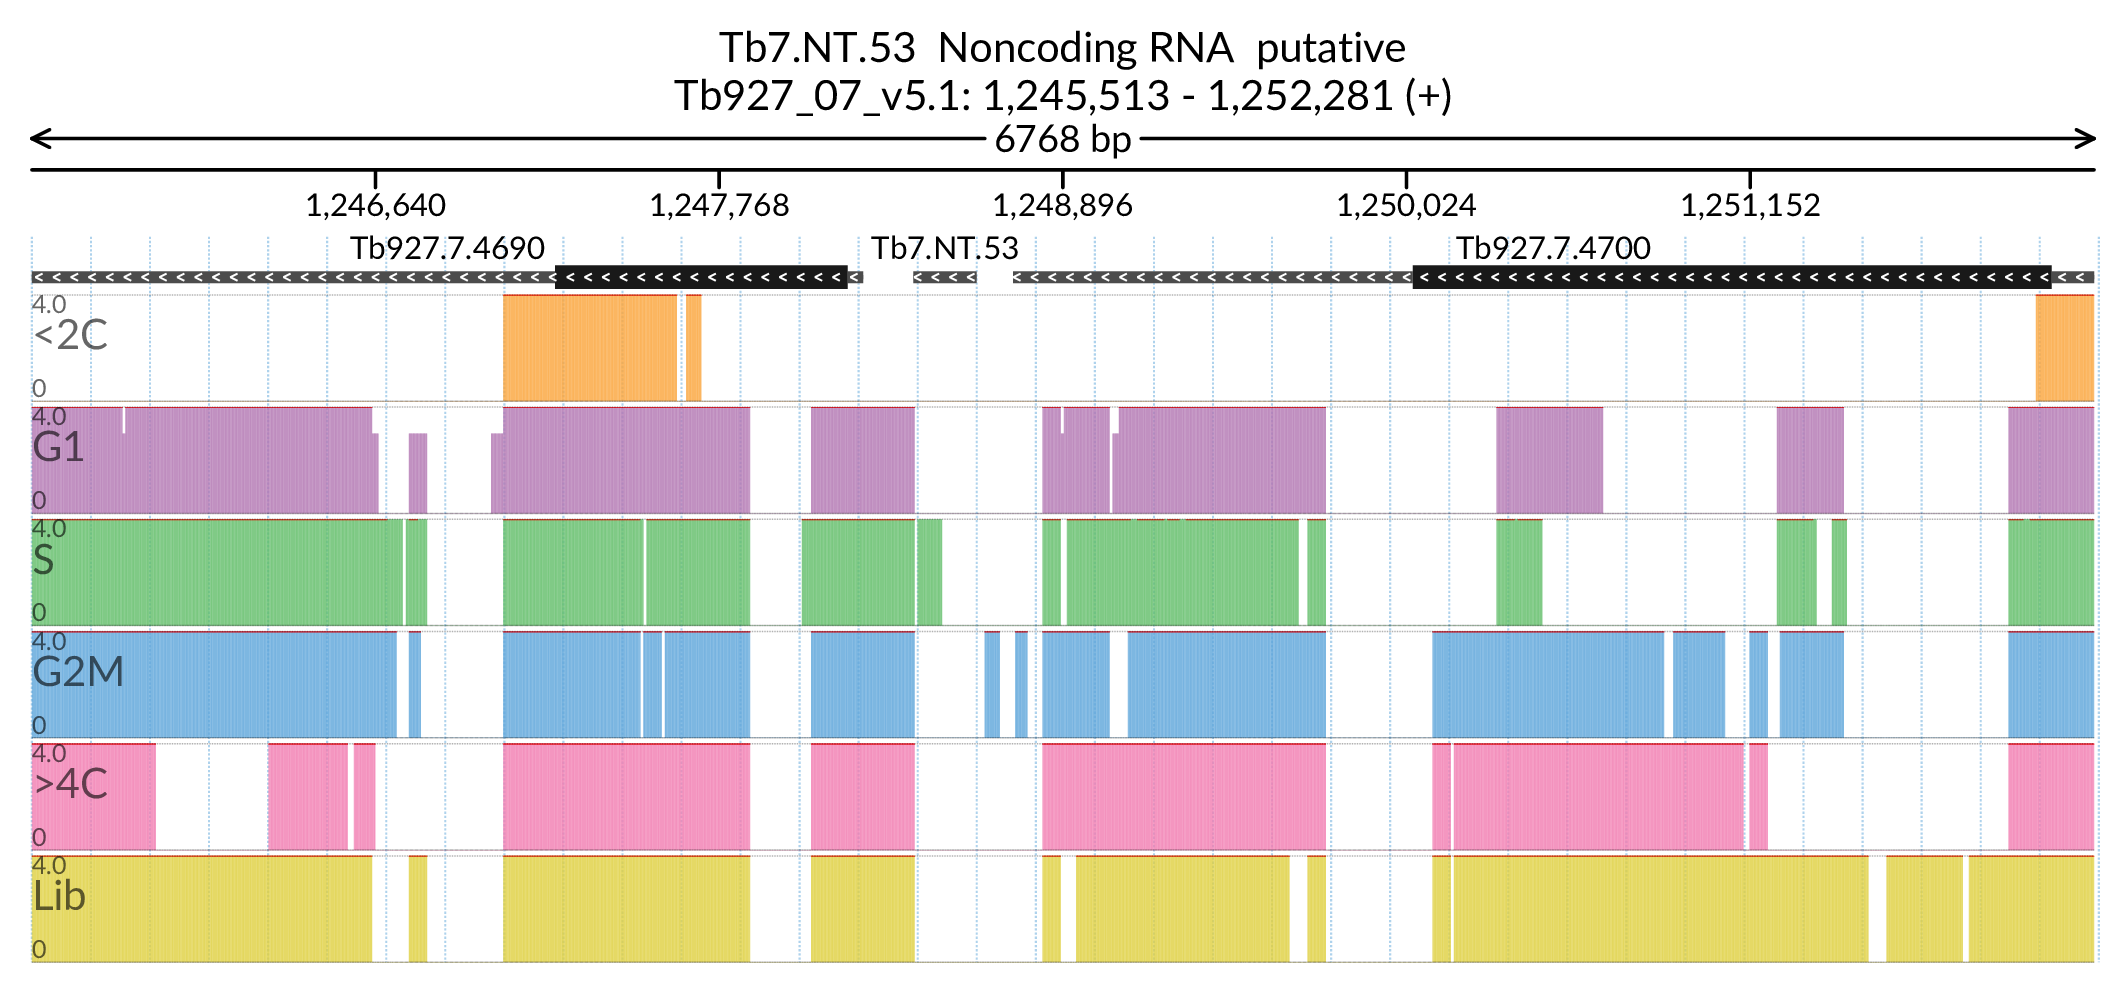 Tb7.NT.53 Noncoding RNA putative
Tb927_07_v5.1: 1,245,513 - 1,252,281 (+)
6768 bp
1,246,640 1,247,768 1,248,896 1,250,024 1,251,152
Tb927.7.4690 Tb7.NT.53 Tb927.7.4700
4.0
<2C
0
4.0
G1
0
4.0
S
0
4.0
G2M
0
4.0
>4C
0
4.0
Lib
0